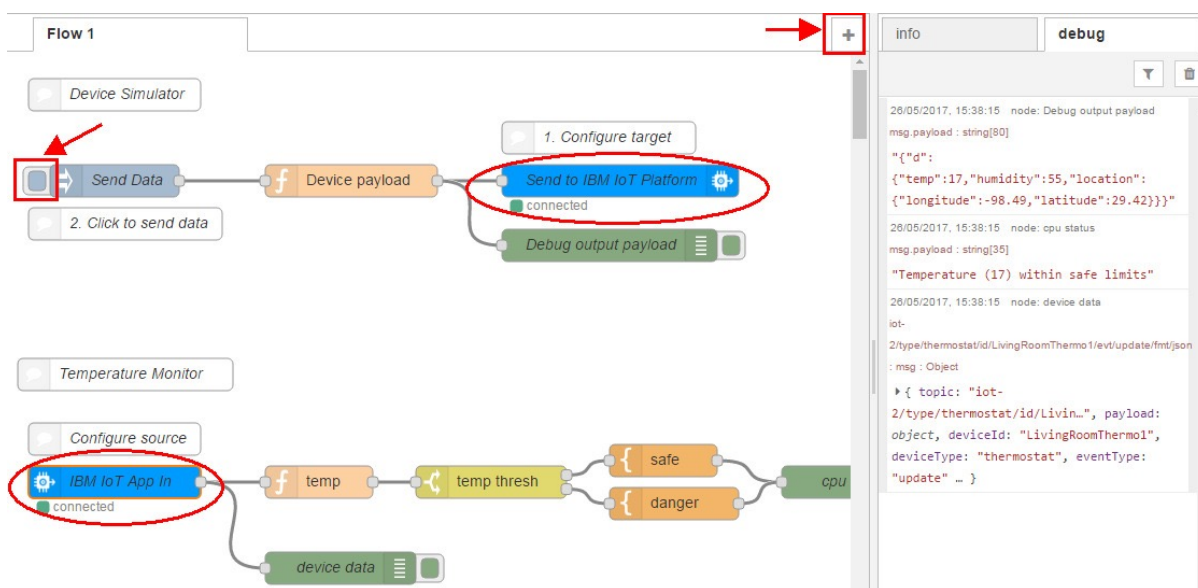 Flow 1
+
Device Simulator
1. Configure target
Send Data
Device payload
Send to IBM IoT Platform
connected
2. Click to send data
Debug output payload
Temperature Monitor
Configure source
IBM IoT App In
connected
temp
temp thresh
safe
danger
cpu
device data
info
debug
26/05/2017, 15:38:15 node: Debug output payload
msg.payload : string[80]
"{"d":
{"temp":17,"humidity":55,"location":
{"longitude":-98.49,"latitude":29.42}}}"
26/05/2017, 15:38:15 node: cpu status
msg.payload : string[35]
"Temperature (17) within safe limits"
26/05/2017, 15:38:15 node: device data
iot-
2/type/thermostat/id/LivingRoomThermo1/evt/update/fmt/json
: msg : Object
{ topic: "iot-
2/type/thermostat/id/Livin…", payload:
object, deviceId: "LivingRoomThermo1",
deviceType: "thermostat", eventType:
"update" … }